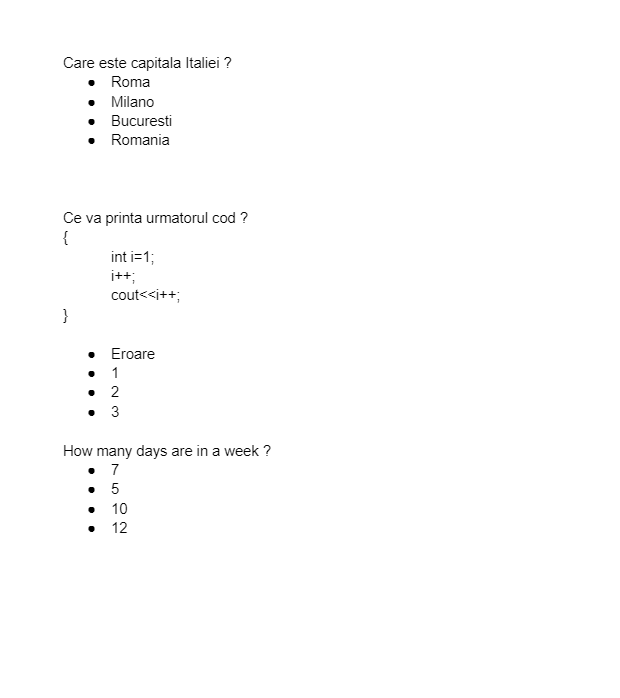 Care este capitala Italiei ?
● Roma
● Milano
● Bucuresti
● Romania
Ce va printa urmatorul cod ?
{
int i=1;
i++;
cout<<i++;
}
● Eroare
● 1
● 2
● 3
How many days are in a week ?
● 7
● 5
● 10
● 12